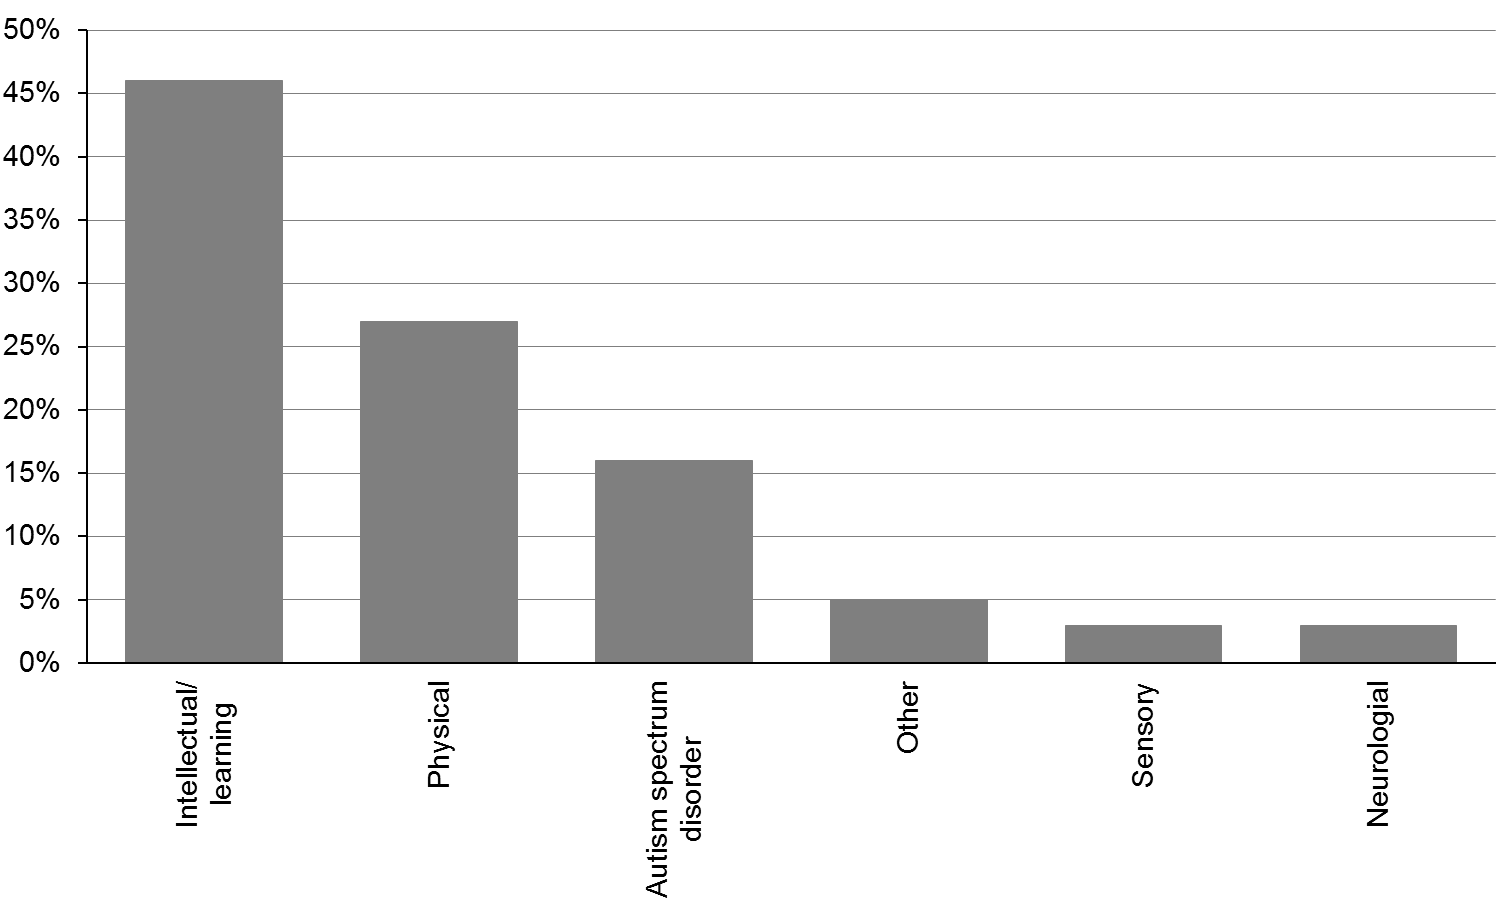 50%
45%
40%
35%
30%
25%
20%
15%
10%
5%
0%
Intellectual/
learning
Physical
Autism spectrum
disorder
Other
Sensory
Neurologial